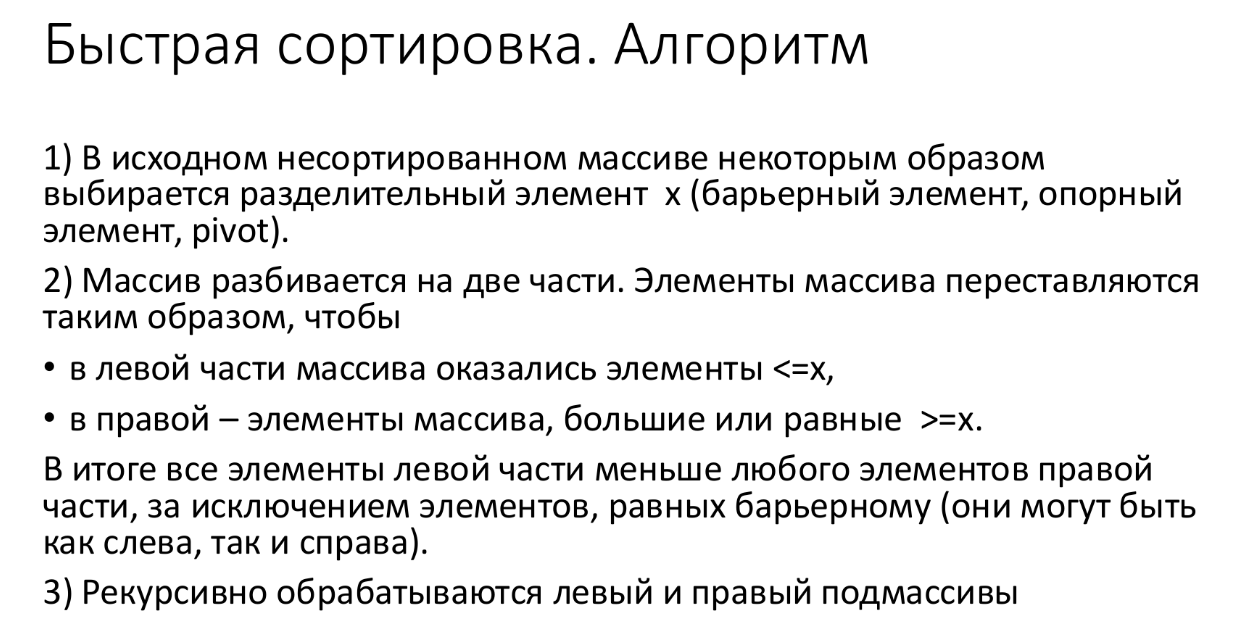 Быстрая сортировка. Алгоритм
1) В исходном несортированном массиве некоторым образом
выбирается разделительный элемент  x (барьерный элемент, опорный
элемент, pivot).
2) Массив разбивается на две части. Элементы массива переставляются
таким образом, чтобы
• в левой части массива оказались элементы <=x,
• в правой – элементы массива, большие или равные  >=x.
В итоге все элементы левой части меньше любого элементов правой
части, за исключением элементов, равных барьерному (они могут быть
как слева, так и справа).
3) Рекурсивно обрабатываются левый и правый подмассивы